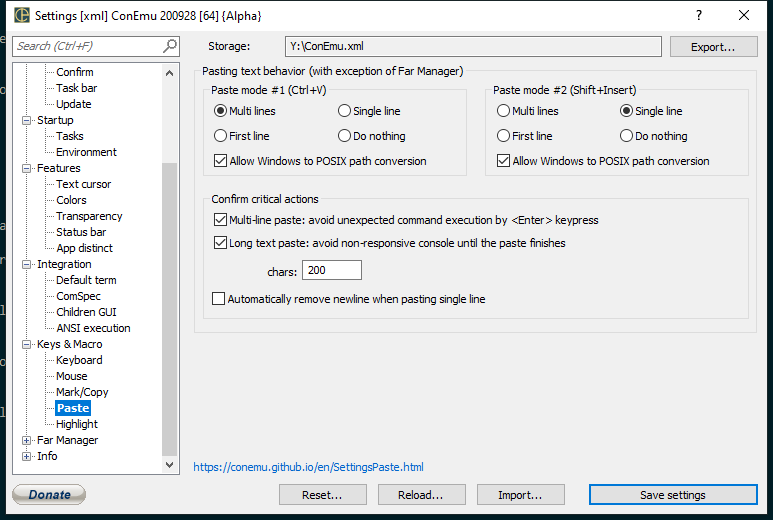 Settings [xml] ConEmu 200928 [64] {Alpha}
Search (Ctrl+F)
Storage: Y:\ConEmu.xml Export...
Confirm
Task bar
Update
Startup
Tasks
Environment
Features
Text cursor
Colors
Transparency
Status bar
App distinct
Integration
Default term
ComSpec
Children GUI
ANSI execution
Keys & Macro
Keyboard
Mouse
Mark/Copy
Paste
Highlight
Far Manager
Info
Pasting text behavior (with exception of Far Manager)
Paste mode #1 (Ctrl+V)
Multi lines Single line
First line Do nothing
Allow Windows to POSIX path conversion
Paste mode #2 (Shift+Insert)
Multi lines Single line
First line Do nothing
Allow Windows to POSIX path conversion
Confirm critical actions
Multi-line paste: avoid unexpected command execution by <Enter> keypress
Long text paste: avoid non-responsive console until the paste finishes
chars: 200
Automatically remove newline when pasting single line
https://conemu.github.io/en/SettingsPaste.html
Donate Reset... Reload... Import... Save settings